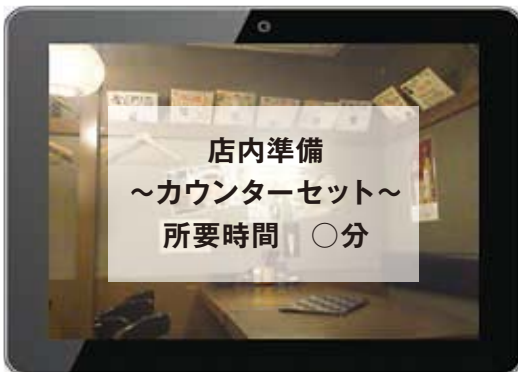 店内準備
～カウンターセット～
所要時間　○分